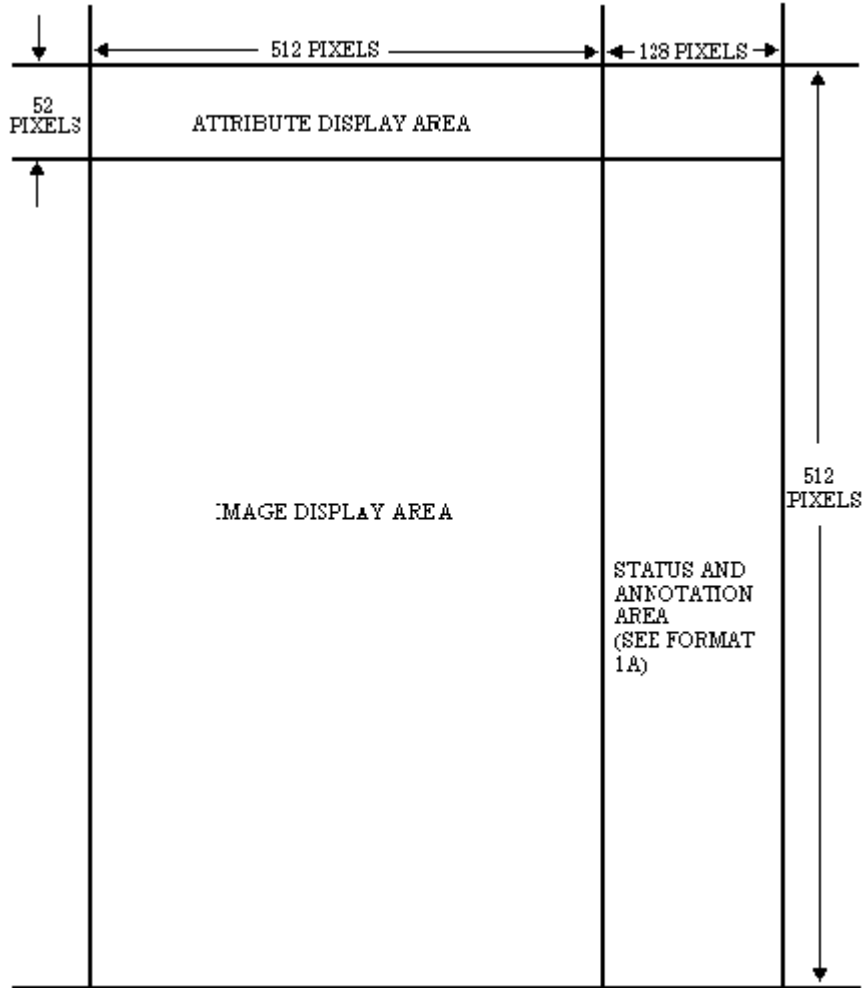 512 PIXELS
128 PIXELS
52
PIXELS
ATTRIBUTE DISPLAY AREA
512
PIXELS
IMAGE DISPLAY AREA
STATUS AND
ANNOTATION
AREA
(SEE FORMAT
1A)